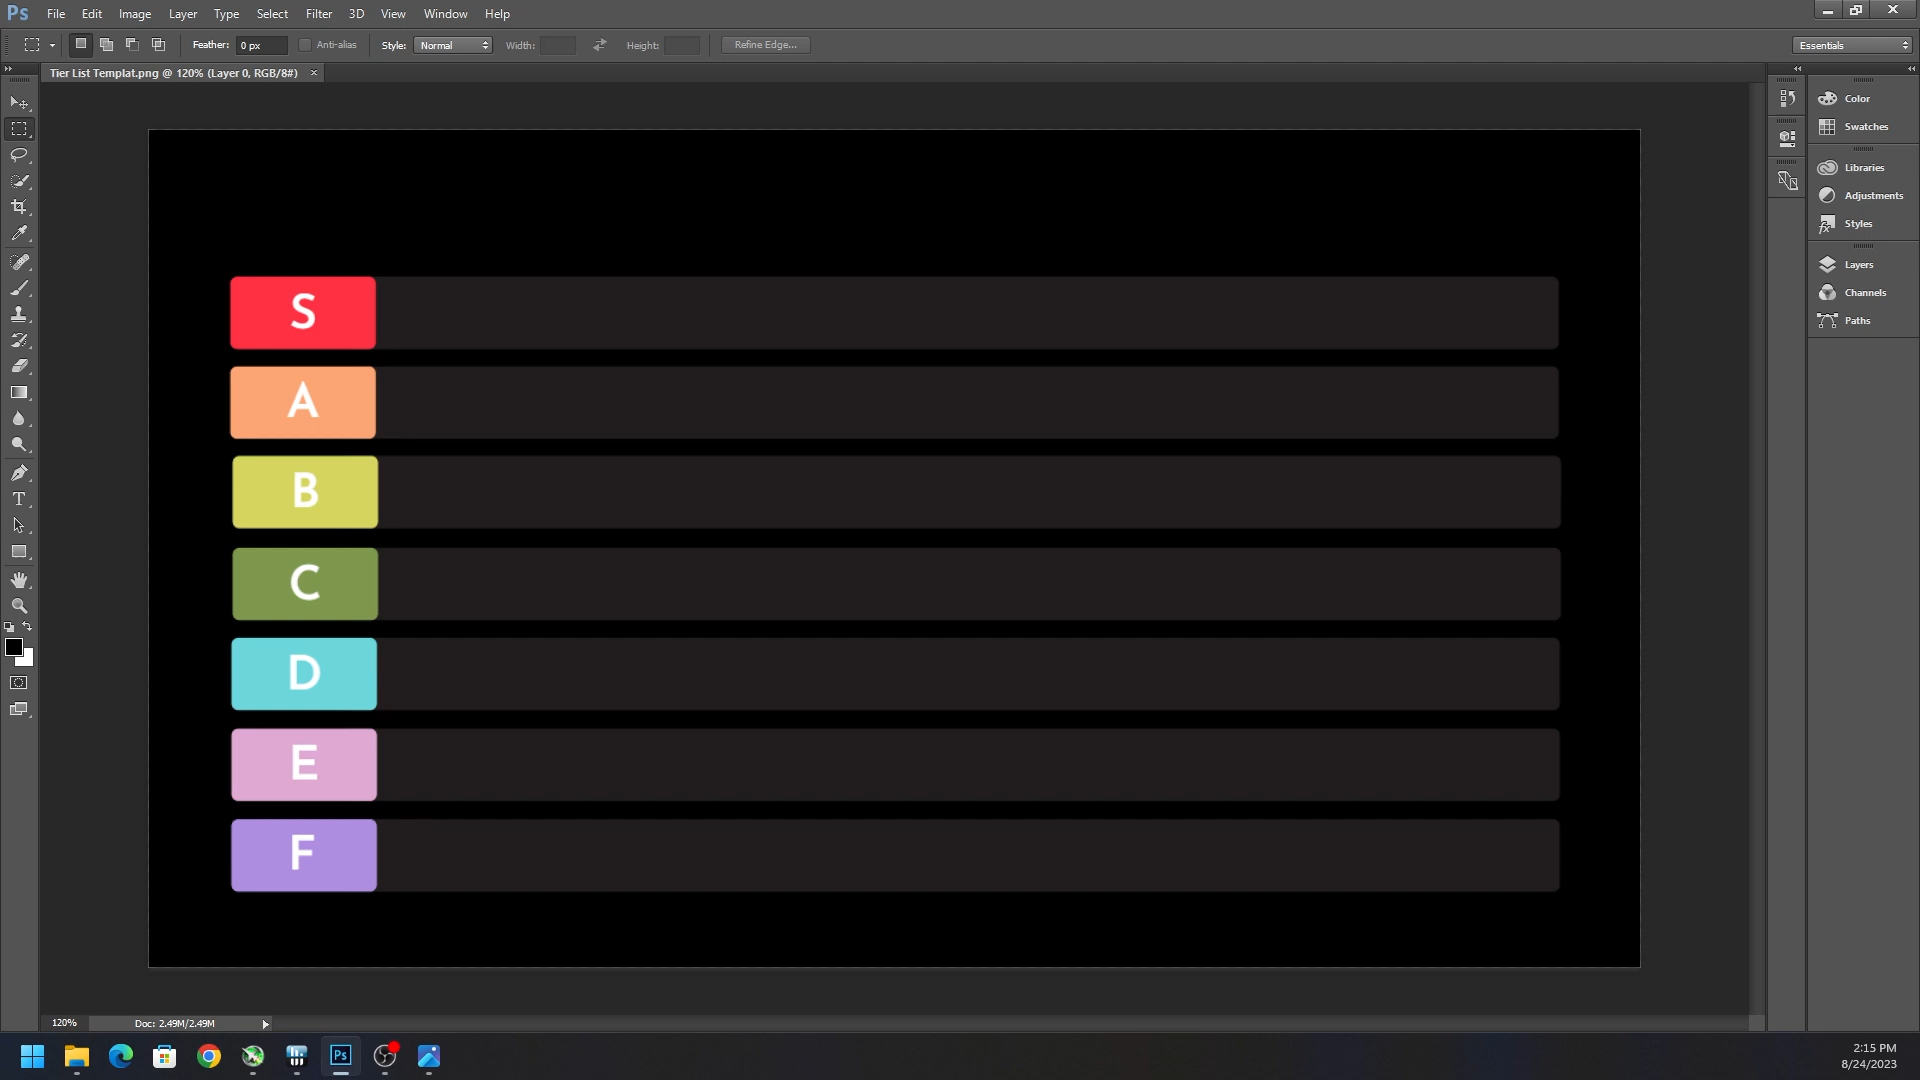 Ps File Edit Image Layer Type Select Filter 3D View Window Help
Feather: 0 px Anti-alias Style: Normal Width: Height: Refine Edge... Essentials
Tier List Templat.png @ 120% (Layer 0, RGB/8#) ×
Color
Swatches
Libraries
Adjustments
Styles
Layers
Channels
Paths
S
A
B
C
D
E
F
120% Doc: 2.49M/2.49M
Ps
2:15 PM
8/24/2023